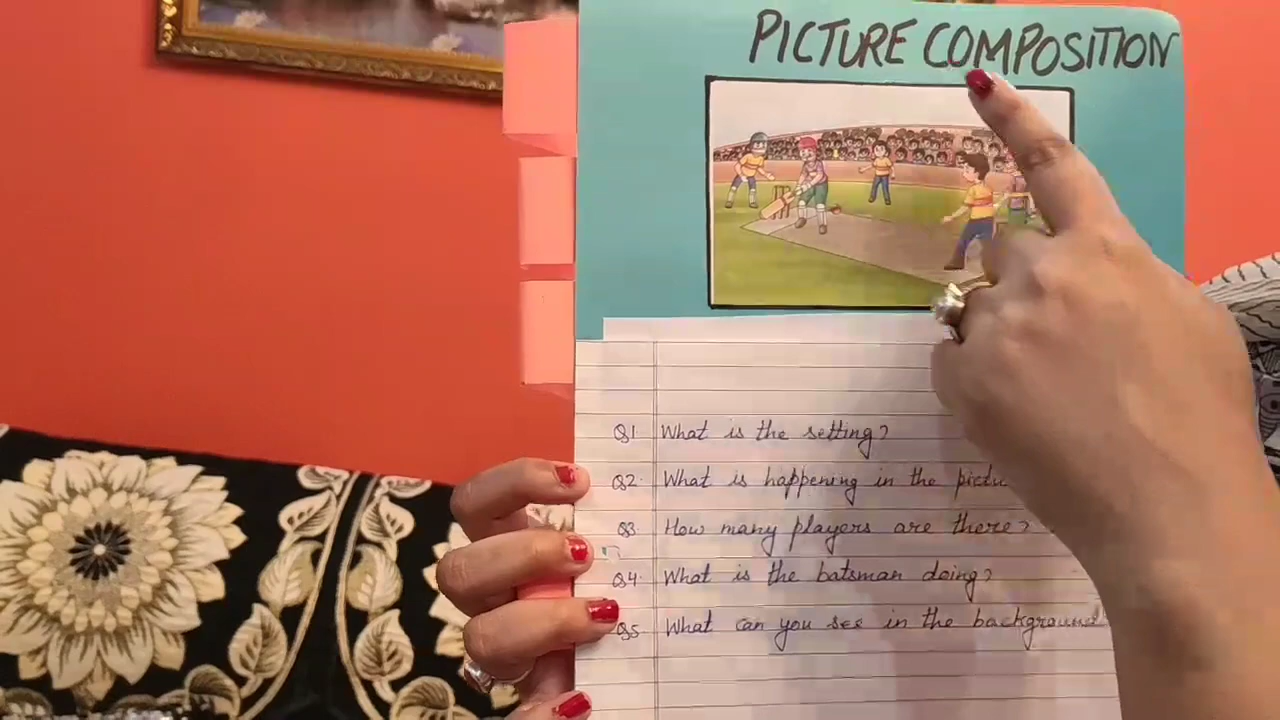 PICTURE COMPOSITION
Q1 What is the setting?
Q2. What is happening in the pictu
Q3 How many players are there?
Q4. What is the batsman doing?
Q5 What can you see in the background